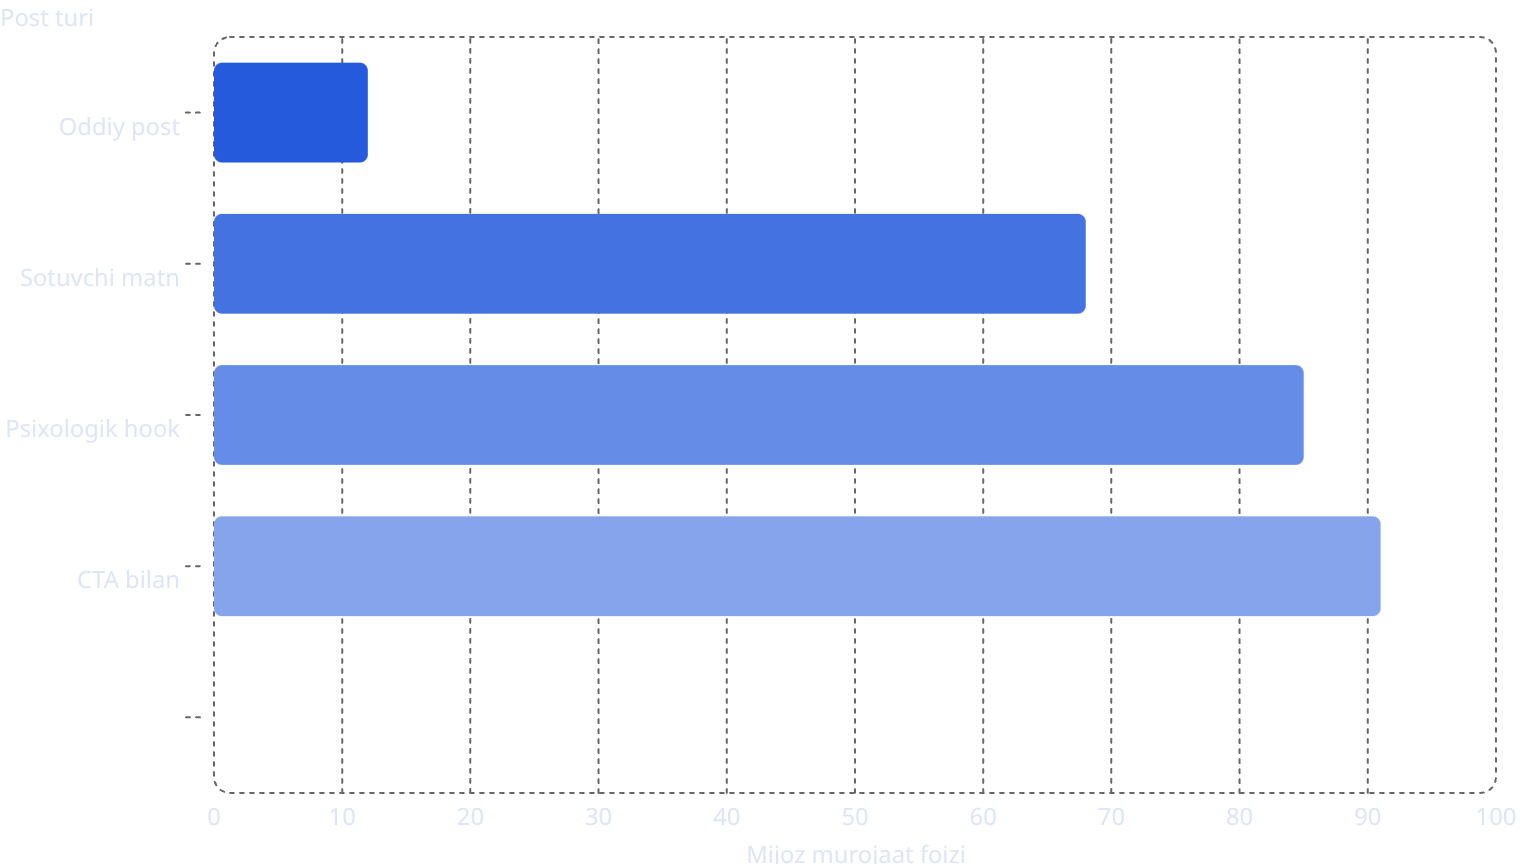 Post turi
Oddiy post
Sotuvchi matn
Psixologik hook
CTA bilan
0 10 20 30 40 50 60 70 80 90 100
Mijoz murojaat foizi